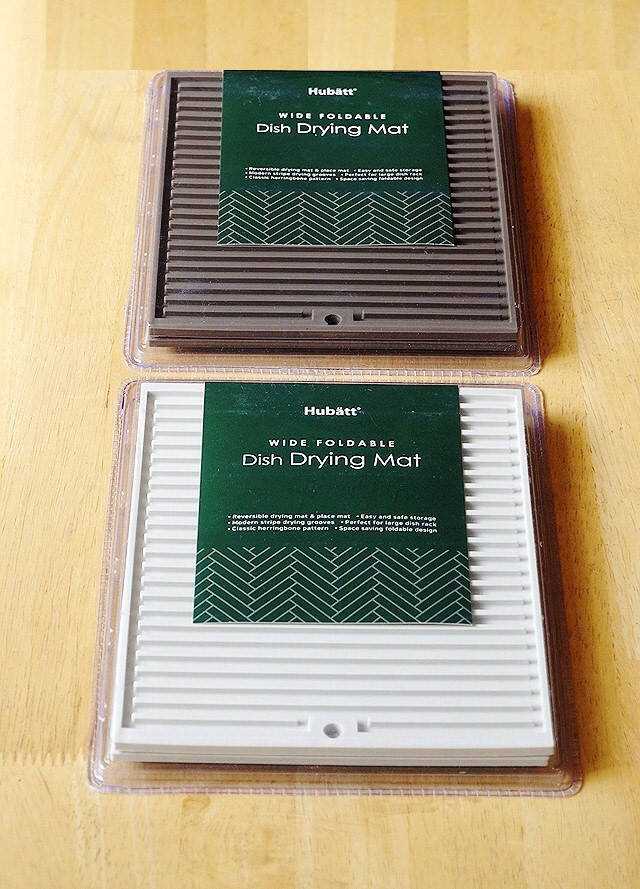 Hubätt®
WIDE FOLDABLE
Dish Drying Mat
• Reversible drying mat & place mat • Easy and safe storage
• Modern stripe drying grooves • Perfect for large dish rack
• Classic herringbone pattern • Space saving foldable design
Hubätt®
WIDE FOLDABLE
Dish Drying Mat
• Reversible drying mat & place mat • Easy and safe storage
• Modern stripe drying grooves • Perfect for large dish rack
• Classic herringbone pattern • Space saving foldable design